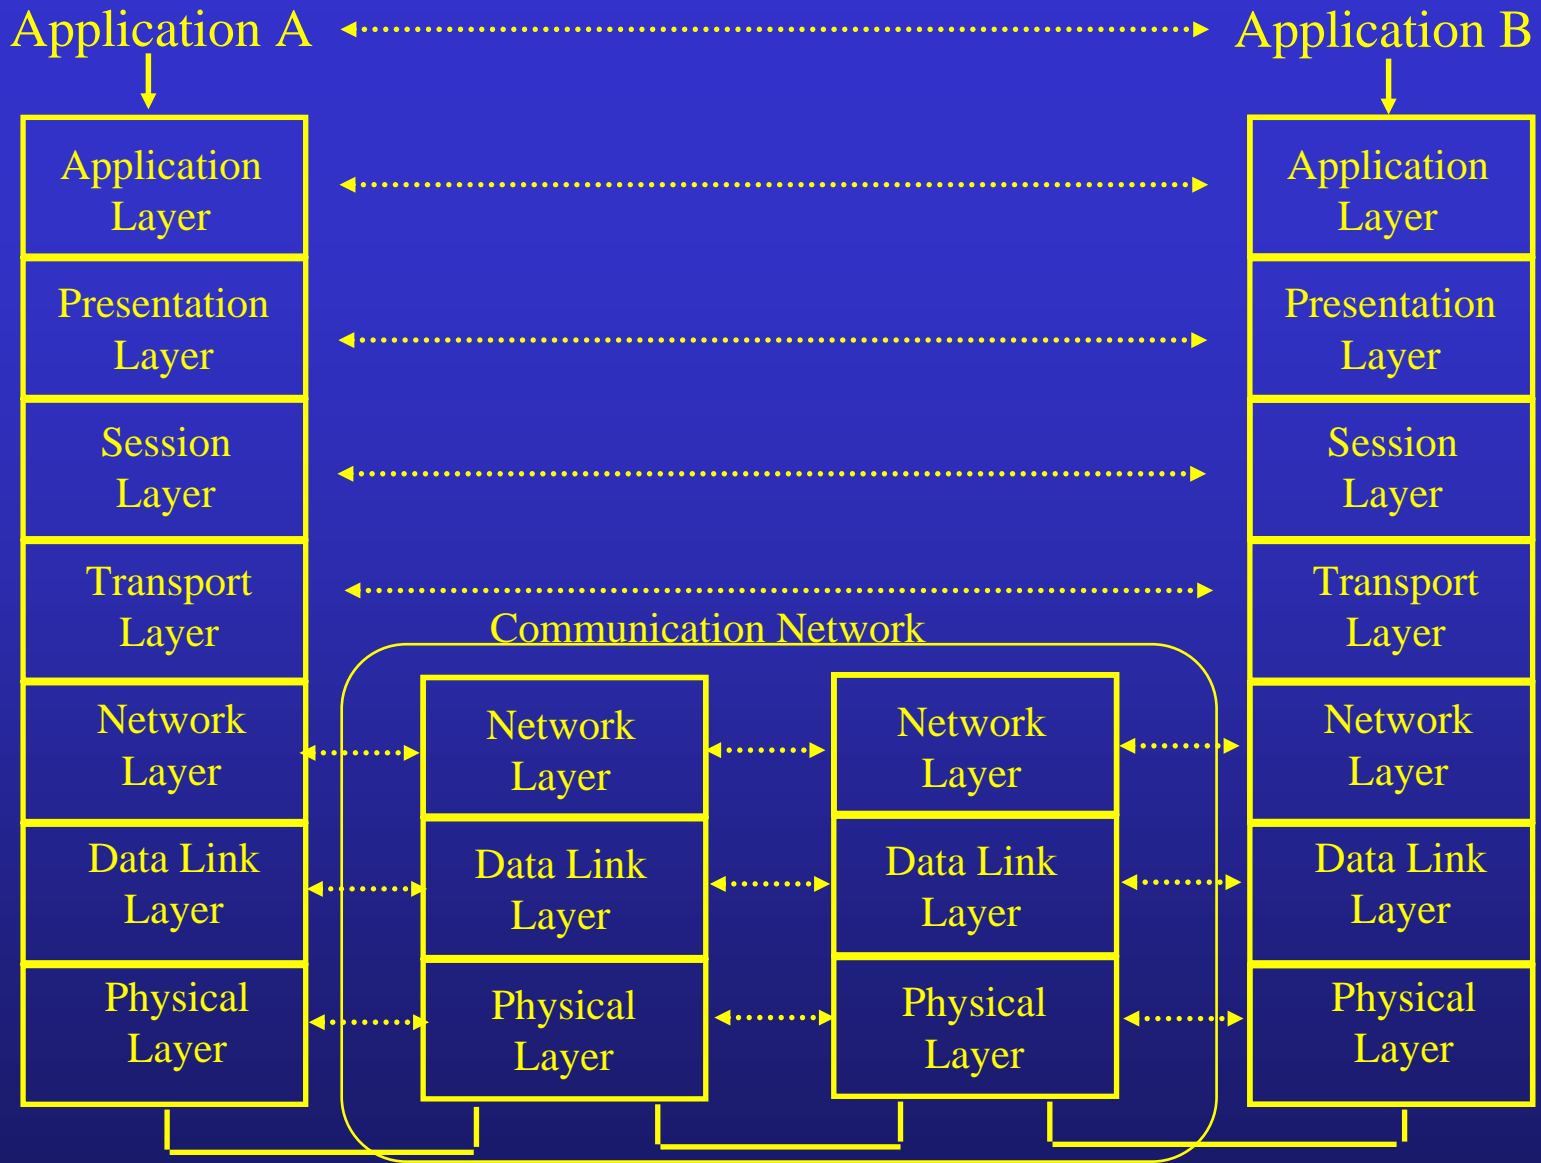 Application A
Application B
Application
Layer
Presentation
Layer
Session
Layer
Transport
Layer
Network
Layer
Data Link
Layer
Physical
Layer
Communication Network
Network
Layer
Data Link
Layer
Physical
Layer
Network
Layer
Data Link
Layer
Physical
Layer
Application
Layer
Presentation
Layer
Session
Layer
Transport
Layer
Network
Layer
Data Link
Layer
Physical
Layer